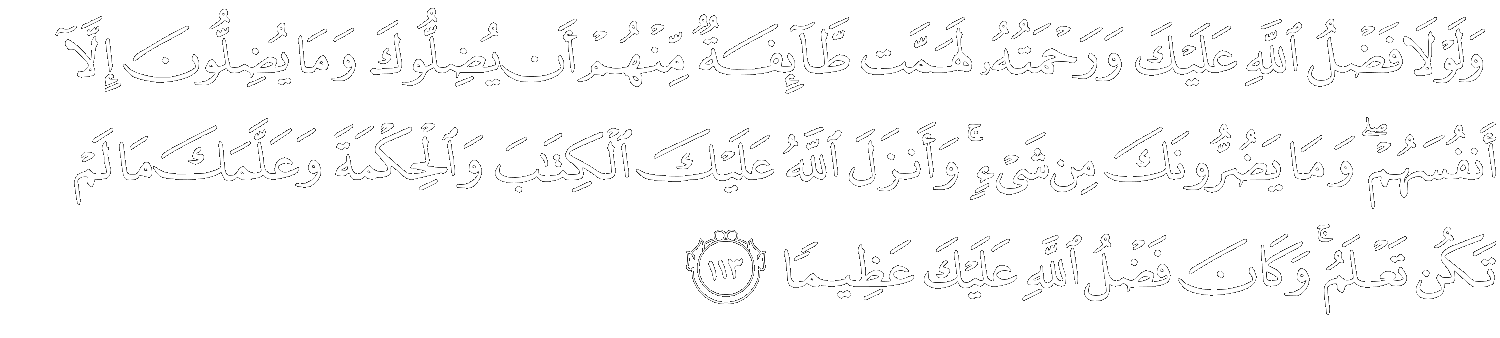 وَلَوْلَا فَضْلُ ٱللَّهِ عَلَيْكَ وَرَحْمَتُهُۥ لَهَمَّت طَّآئِفَةٌ مِّنْهُمْ أَن يُضِلُّوكَ وَمَا يُضِلُّونَ إِلَّآ
أَنفُسَهُمْ ۖ وَمَا يَضُرُّونَكَ مِن شَىْءٍ ۚ وَأَنزَلَ ٱللَّهُ عَلَيْكَ ٱلْكِتَـٰبَ وَٱلْحِكْمَةَ وَعَلَّمَكَ مَا لَمْ
تَكُن تَعْلَمُ ۚ وَكَانَ فَضْلُ ٱللَّهِ عَلَيْكَ عَظِيمًا ١١٣